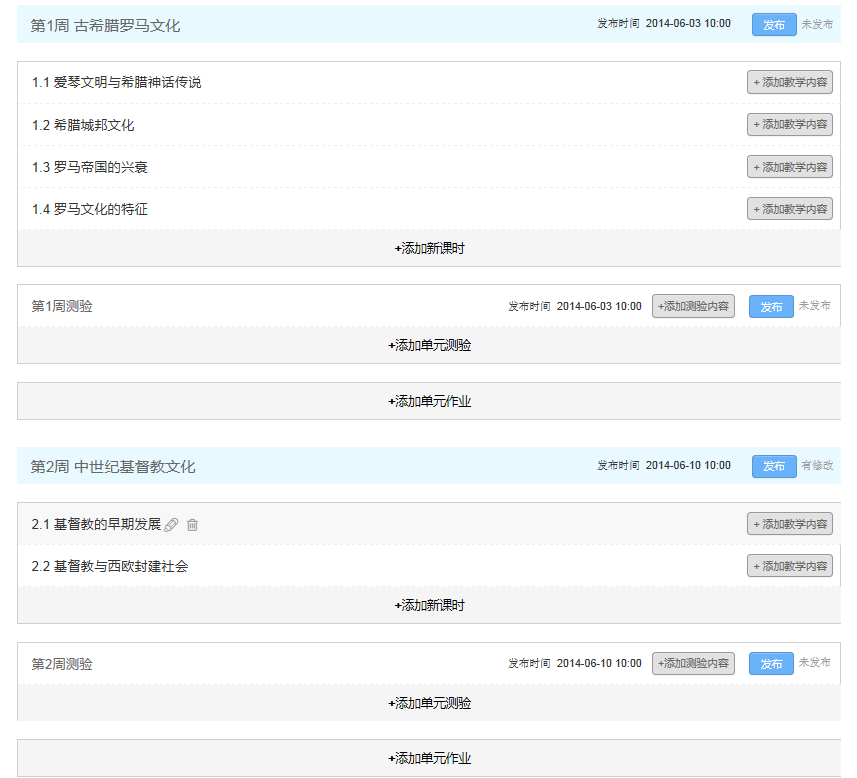 第1周 古希腊罗马文化 发布时间 2014-06-03 10:00 发布 未发布
1.1 爱琴文明与希腊神话传说 + 添加教学内容
1.2 希腊城邦文化 + 添加教学内容
1.3 罗马帝国的兴衰 + 添加教学内容
1.4 罗马文化的特征 + 添加教学内容
+添加新课时
第1周测验 发布时间 2014-06-03 10:00 +添加测验内容 发布 未发布
+添加单元测验
+添加单元作业
第2周 中世纪基督教文化 发布时间 2014-06-10 10:00 发布 有修改
2.1 基督教的早期发展 + 添加教学内容
2.2 基督教与西欧封建社会 + 添加教学内容
+添加新课时
第2周测验 发布时间 2014-06-10 10:00 +添加测验内容 发布 未发布
+添加单元测验
+添加单元作业